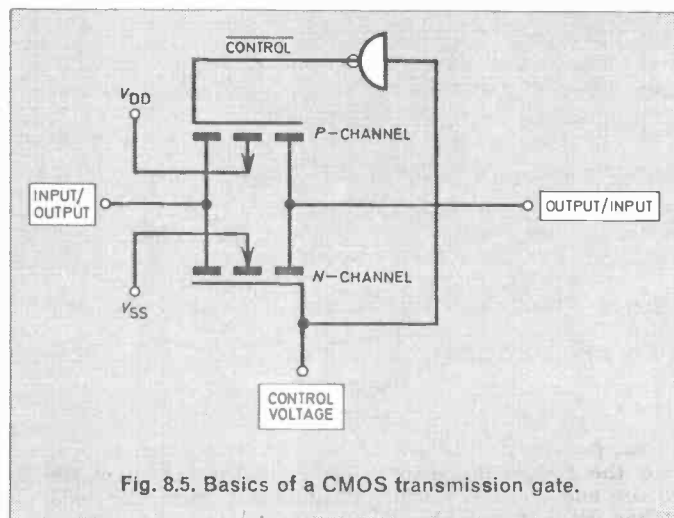 CONTROL
VDD
P-CHANNEL
INPUT/
OUTPUT
OUTPUT/INPUT
N-CHANNEL
VSS
CONTROL
VOLTAGE
Fig. 8.5. Basics of a CMOS transmission gate.